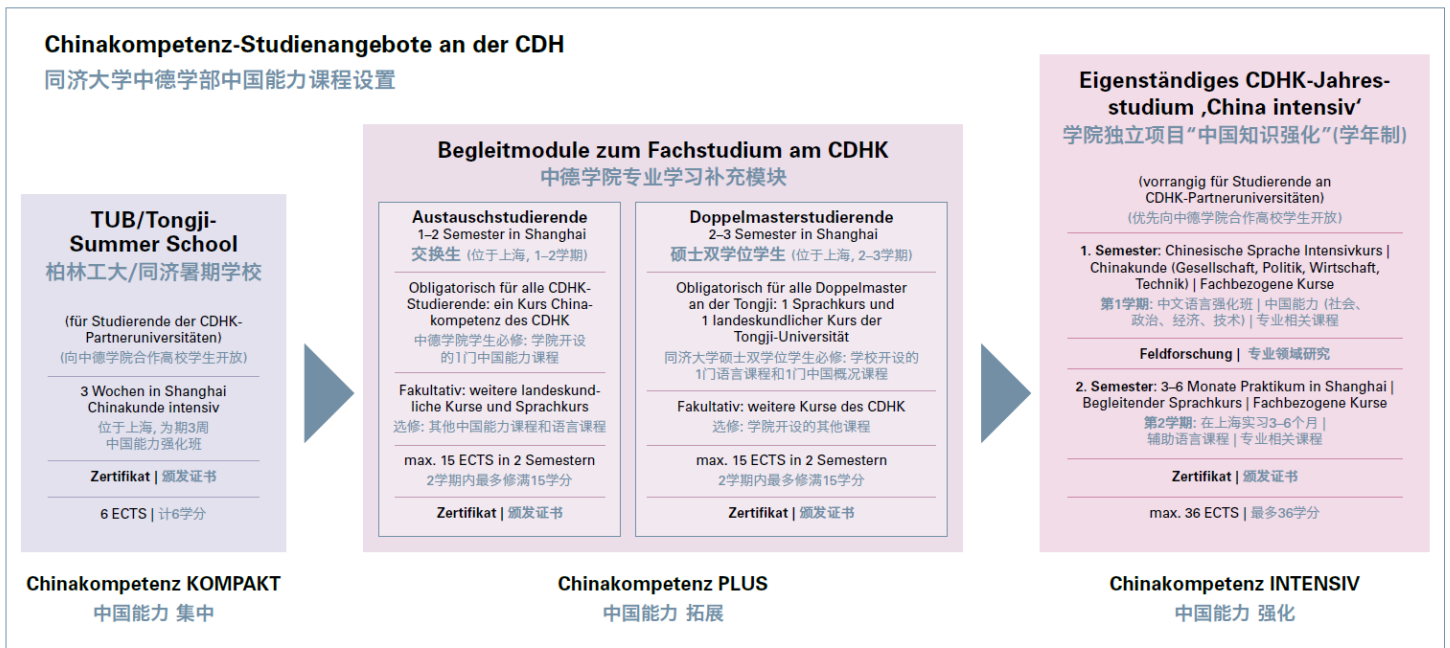 Chinakompetenz-Studienangebote an der CDH
同济大学中德学部中国能力课程设置
TUB/Tongji-
Summer School
柏林工大/同济暑期学校
(für Studierende der CDHK-
Partneruniversitäten)
(向中德学院合作高校学生开放)
3 Wochen in Shanghai
Chinakunde intensiv
位于上海, 为期3周
中国能力强化班
Zertifikat | 颁发证书
6 ECTS | 计6学分
Chinakompetenz KOMPAKT
中国能力 集中
Begleitmodule zum Fachstudium am CDHK
中德学院专业学习补充模块
Austauschstudierende
1–2 Semester in Shanghai
交换生 (位于上海, 1–2学期)
Obligatorisch für alle CDHK-
Studierende: ein Kurs China-
kompetenz des CDHK
中德学院学生必修: 学院开设
的1门中国能力课程
Fakultativ: weitere landeskund-
liche Kurse und Sprachkurs
选修: 其他中国能力课程和语言课程
max. 15 ECTS in 2 Semestern
2学期内最多修满15学分
Zertifikat | 颁发证书
Doppelmasterstudierende
2–3 Semester in Shanghai
硕士双学位学生 (位于上海, 2–3学期)
Obligatorisch für alle Doppelmaster
an der Tongji: 1 Sprachkurs und
1 landeskundlicher Kurs der
Tongji-Universität
同济大学硕士双学位学生必修: 学校开设的
1门语言课程和1门中国概况课程
Fakultativ: weitere Kurse des CDHK
选修: 学院开设的其他课程
max. 15 ECTS in 2 Semestern
2学期内最多修满15学分
Zertifikat | 颁发证书
Chinakompetenz PLUS
中国能力 拓展
Eigenständiges CDHK-Jahres-
studium ‚China intensiv‘
学院独立项目“中国知识强化”(学年制)
(vorrangig für Studierende an
CDHK-Partneruniversitäten)
(优先向中德学院合作高校学生开放)
1. Semester: Chinesische Sprache Intensivkurs |
Chinakunde (Gesellschaft, Politik, Wirtschaft,
Technik) | Fachbezogene Kurse
第1学期: 中文语言强化班 | 中国能力 (社会、
政治、经济、技术) | 专业相关课程
Feldforschung | 专业领域研究
2. Semester: 3–6 Monate Praktikum in Shanghai |
Begleitender Sprachkurs | Fachbezogene Kurse
第2学期: 在上海实习3–6个月 |
辅助语言课程 | 专业相关课程
Zertifikat | 颁发证书
max. 36 ECTS | 最多36学分
Chinakompetenz INTENSIV
中国能力 强化